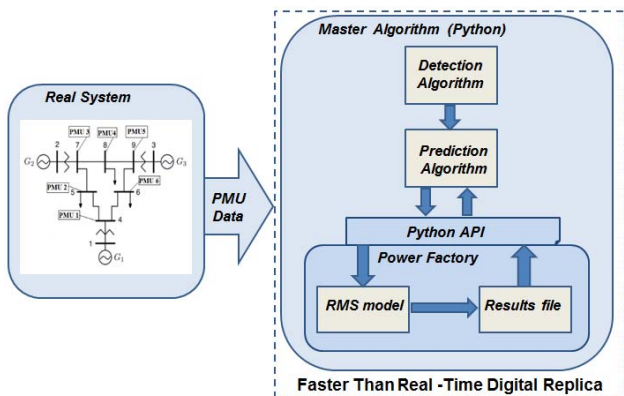 Real System
PMU 3
PMU4
PMU5
2
7
8
9
3
G2
G3
PMU 2
PMU 6
5
6
PMU 1
4
1
G1
PMU
Data
Master Algorithm (Python)
Detection
Algorithm
Prediction
Algorithm
Python API
Power Factory
RMS model
Results file
Faster Than Real -Time Digital Replica